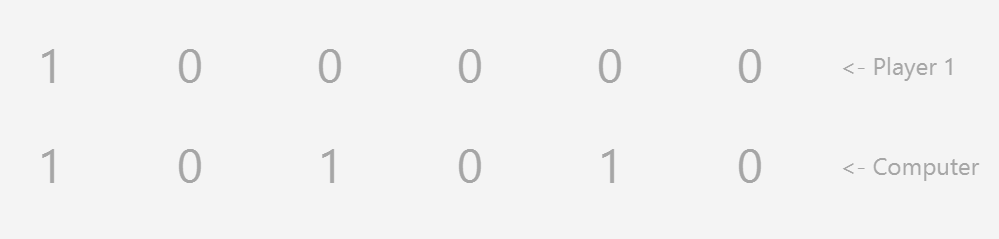 1 0 0 0 0 0 <- Player 1
1 0 1 0 1 0 <- Computer